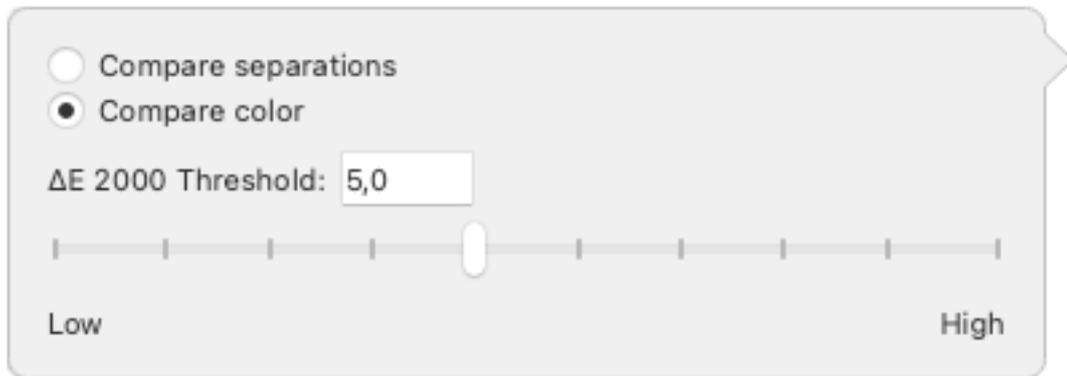 Compare separations
Compare color
ΔE 2000 Threshold: 5,0
Low High